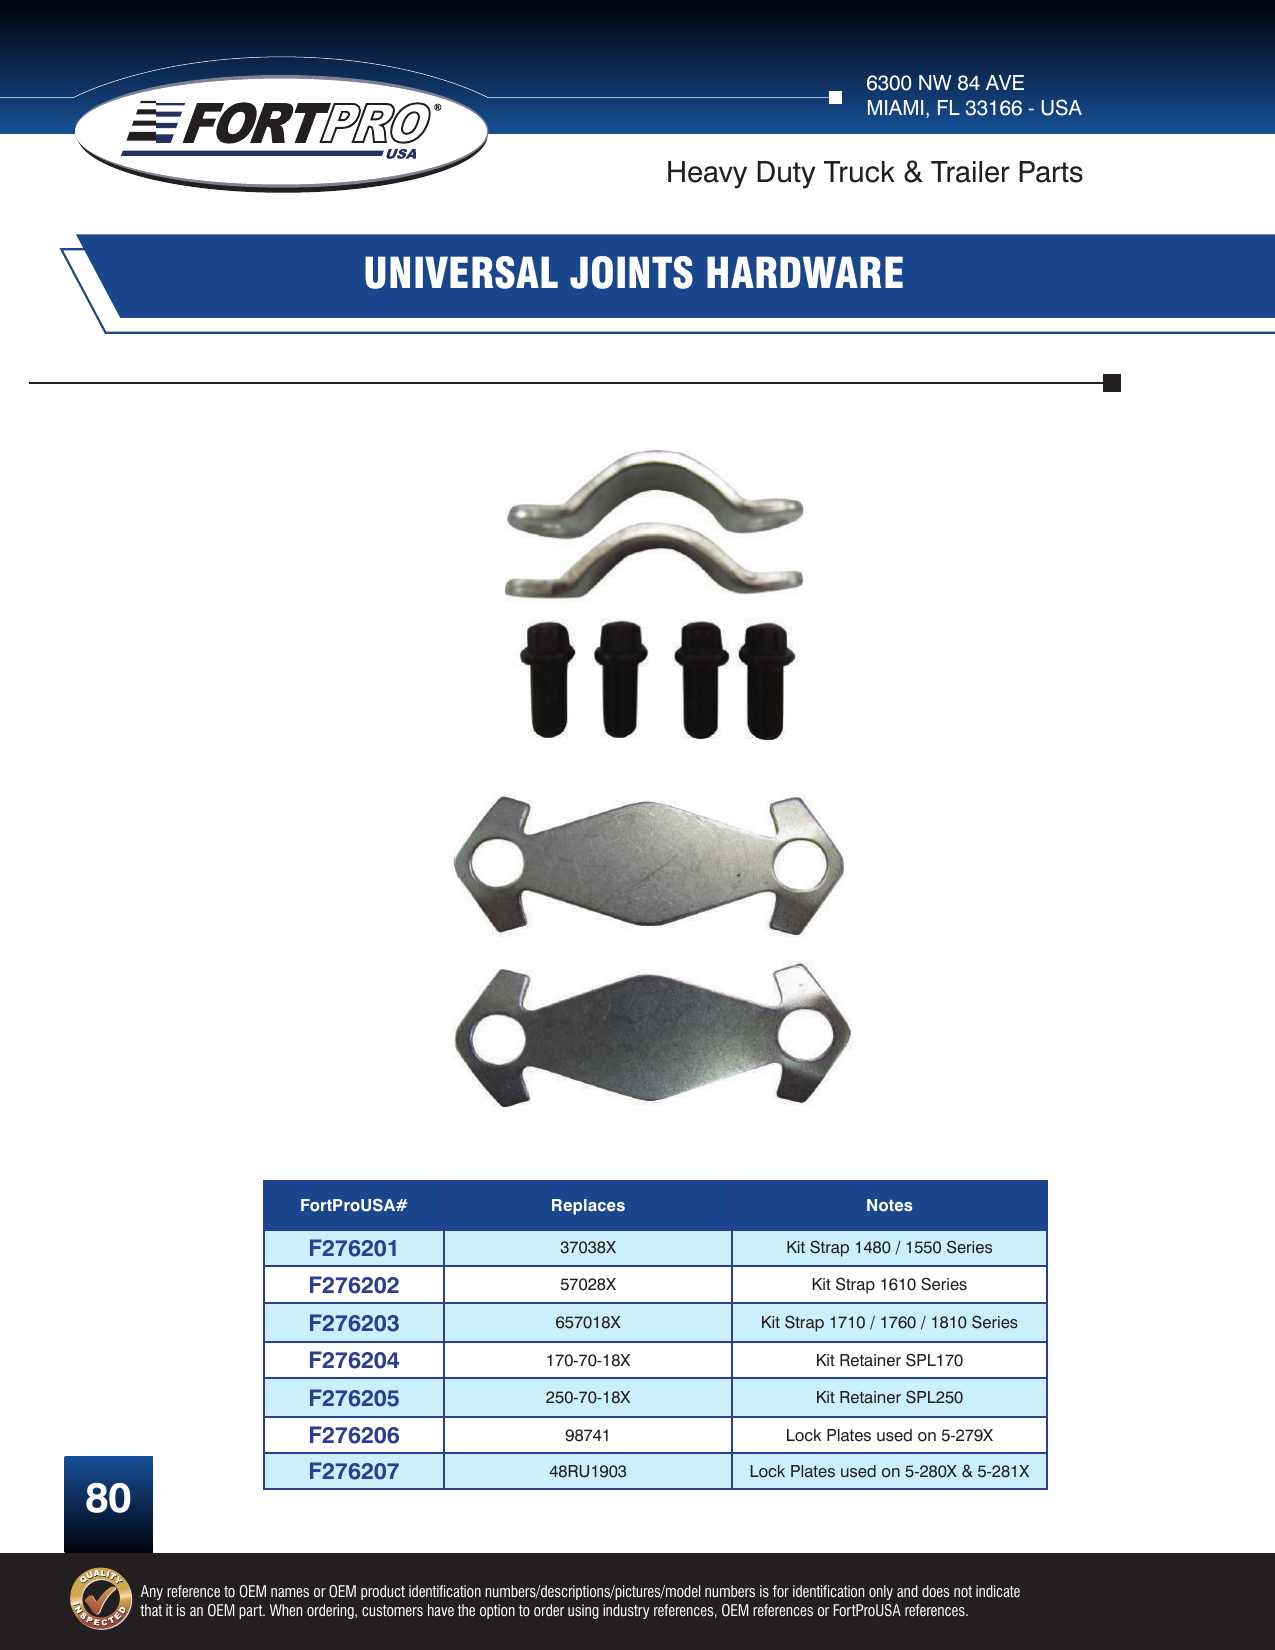 FORTPRO®
USA
6300 NW 84 AVE
MIAMI, FL 33166 - USA
Heavy Duty Truck & Trailer Parts
UNIVERSAL JOINTS HARDWARE
FortProUSA# Replaces Notes
F276201 37038X Kit Strap 1480 / 1550 Series
F276202 57028X Kit Strap 1610 Series
F276203 657018X Kit Strap 1710 / 1760 / 1810 Series
F276204 170-70-18X Kit Retainer SPL170
F276205 250-70-18X Kit Retainer SPL250
F276206 98741 Lock Plates used on 5-279X
F276207 48RU1903 Lock Plates used on 5-280X & 5-281X
80
QUALITY
INSPECTED
Any reference to OEM names or OEM product identification numbers/descriptions/pictures/model numbers is for identification only and does not indicate
that it is an OEM part. When ordering, customers have the option to order using industry references, OEM references or FortProUSA references.